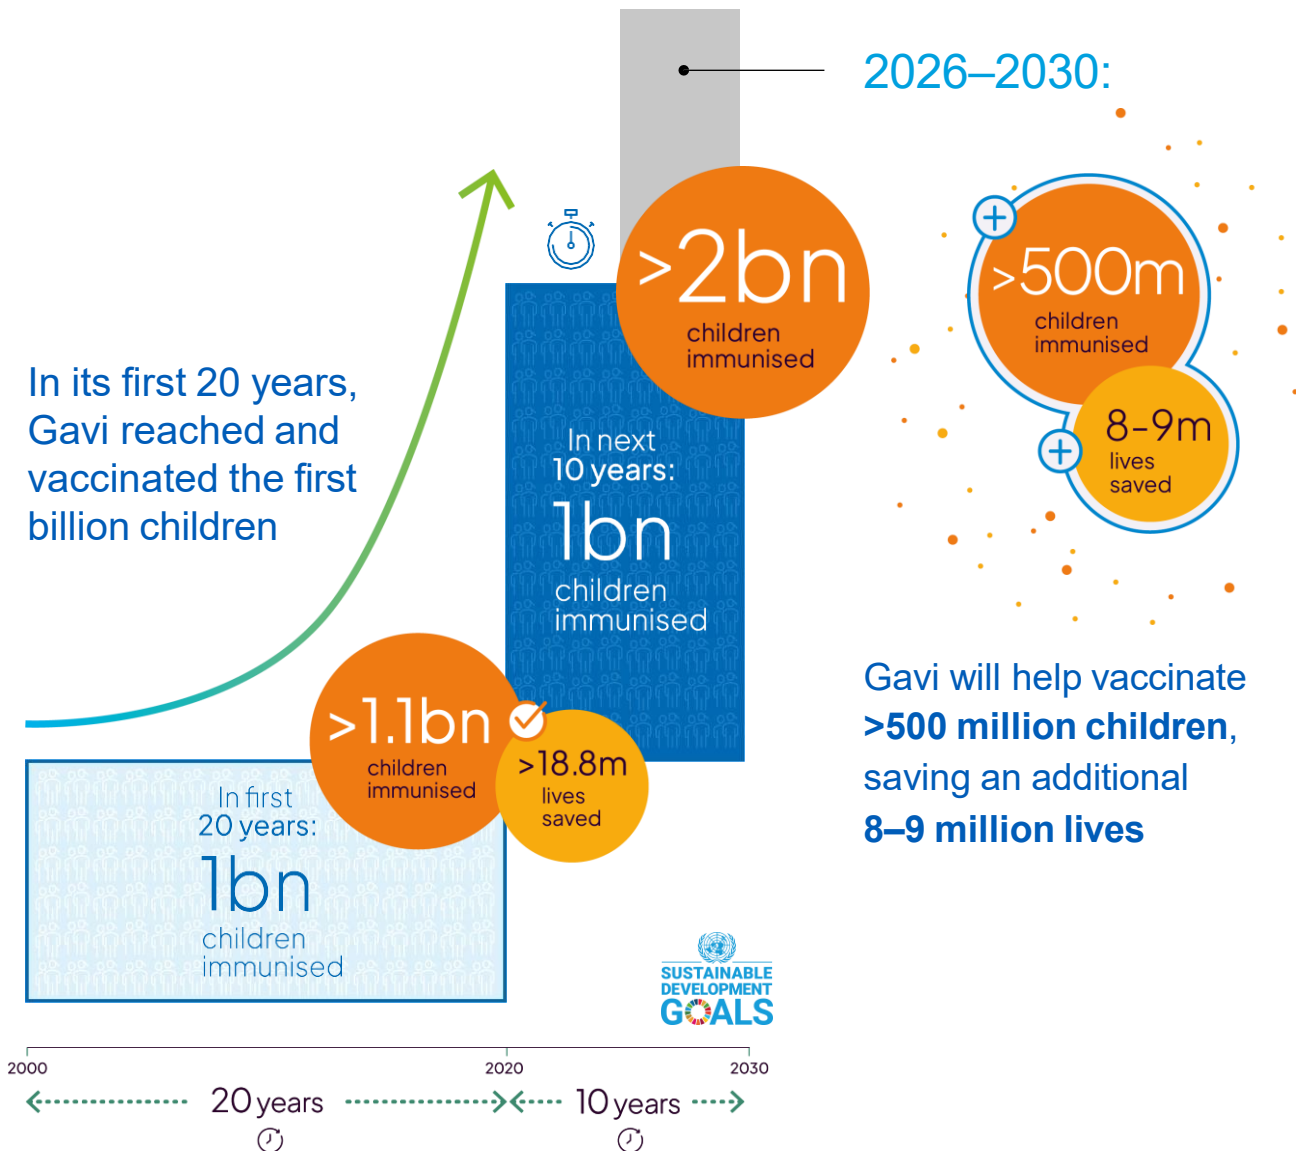 2026–2030:
>2bn
children
immunised
>500m
children
immunised
8-9m
lives
saved
In its first 20 years,
Gavi reached and
vaccinated the first
billion children
In next
10 years:
1bn
children
immunised
Gavi will help vaccinate
>500 million children,
saving an additional
8–9 million lives
>1.1bn
children
immunised
>18.8m
lives
saved
In first
20 years:
1bn
children
immunised
SUSTAINABLE
DEVELOPMENT
GOALS
2000
2020
2030
20 years
10 years